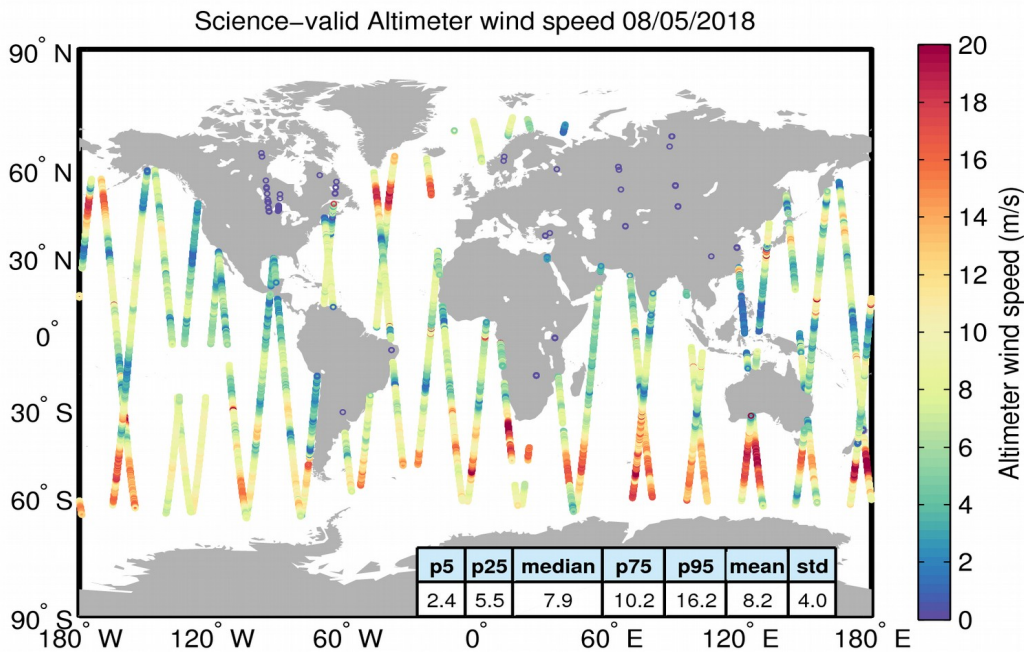 Science−valid Altimeter wind speed 08/05/2018
90° N
60° N
30° N
0°
30° S
60° S
90° S
180° W
120° W
60° W
0°
60° E
120° E
180° E
p5 p25 median p75 p95 mean std
2.4 5.5 7.9 10.2 16.2 8.2 4.0
20
18
16
14
12
10
8
6
4
2
0
Altimeter wind speed (m/s)